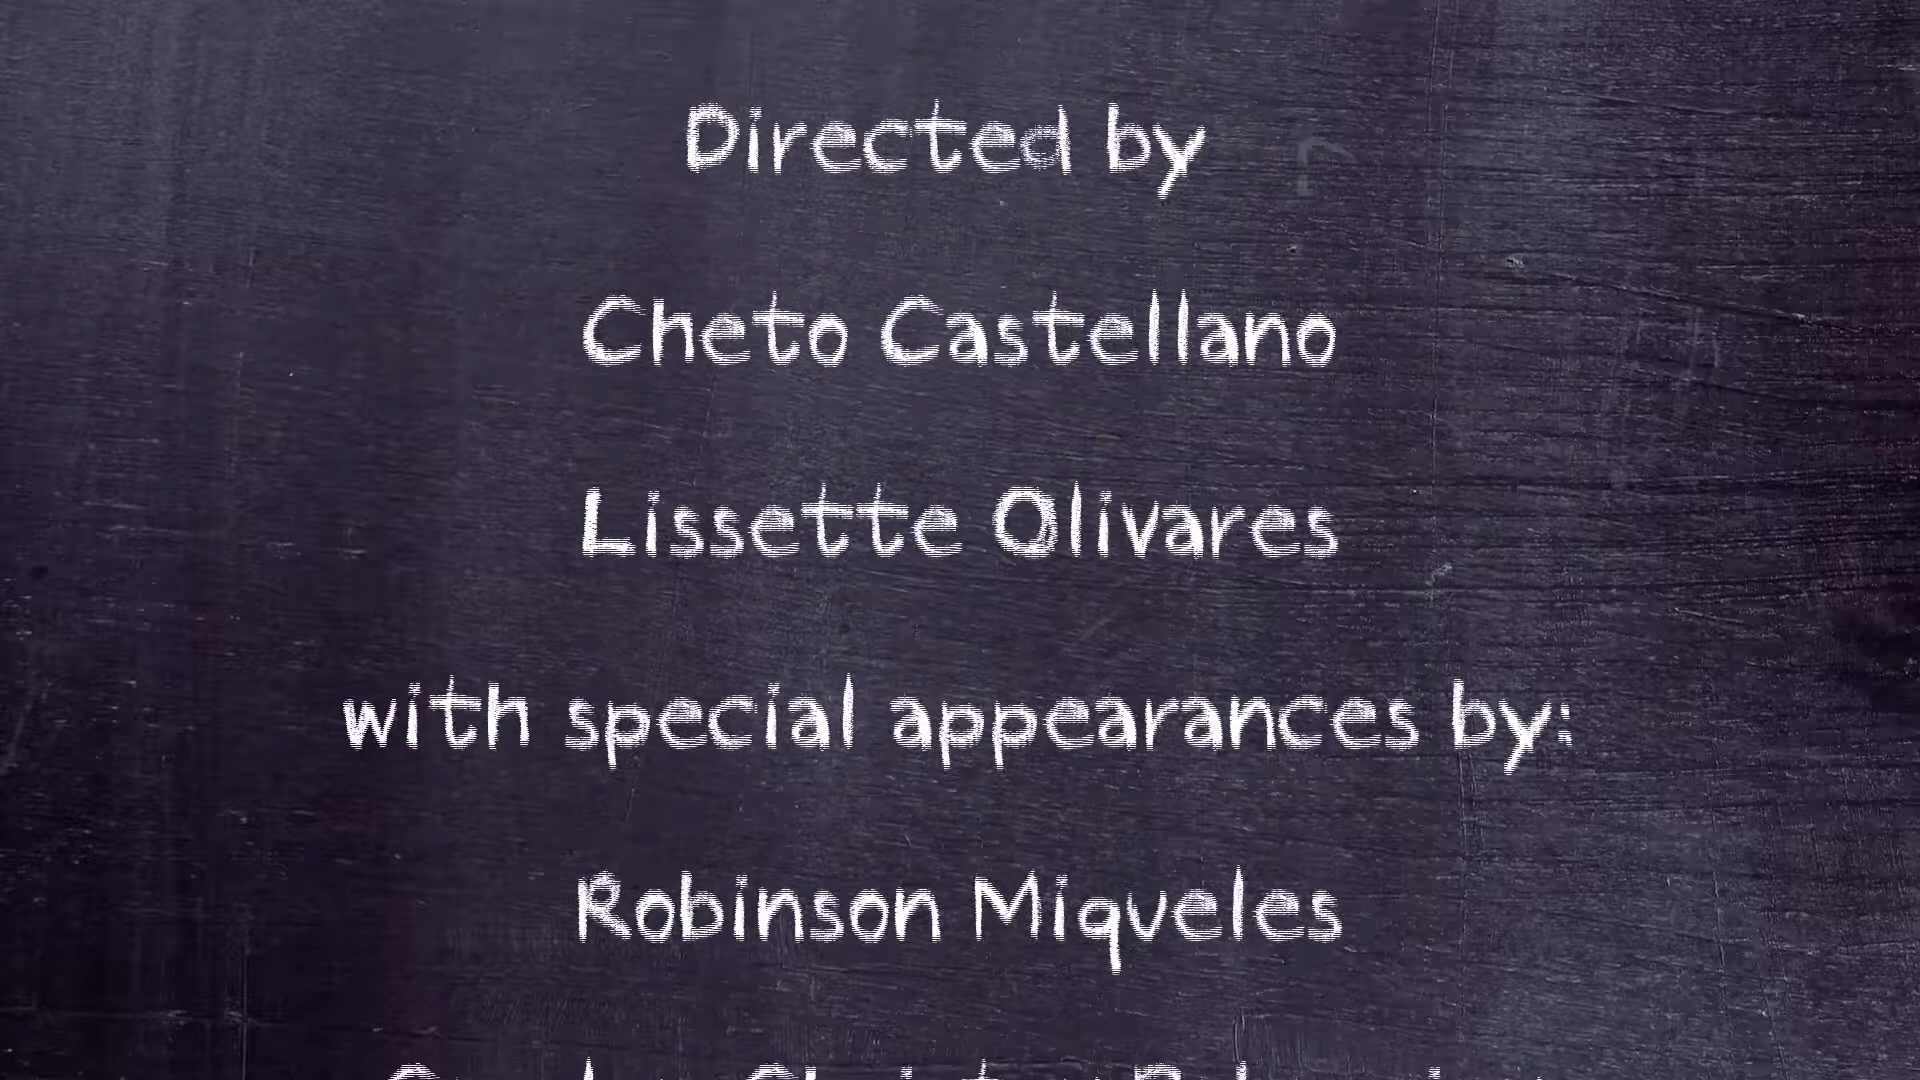 Directed by
Cheto Castellano
Lissette Olivares
with special appearances by:
Robinson Miqueles